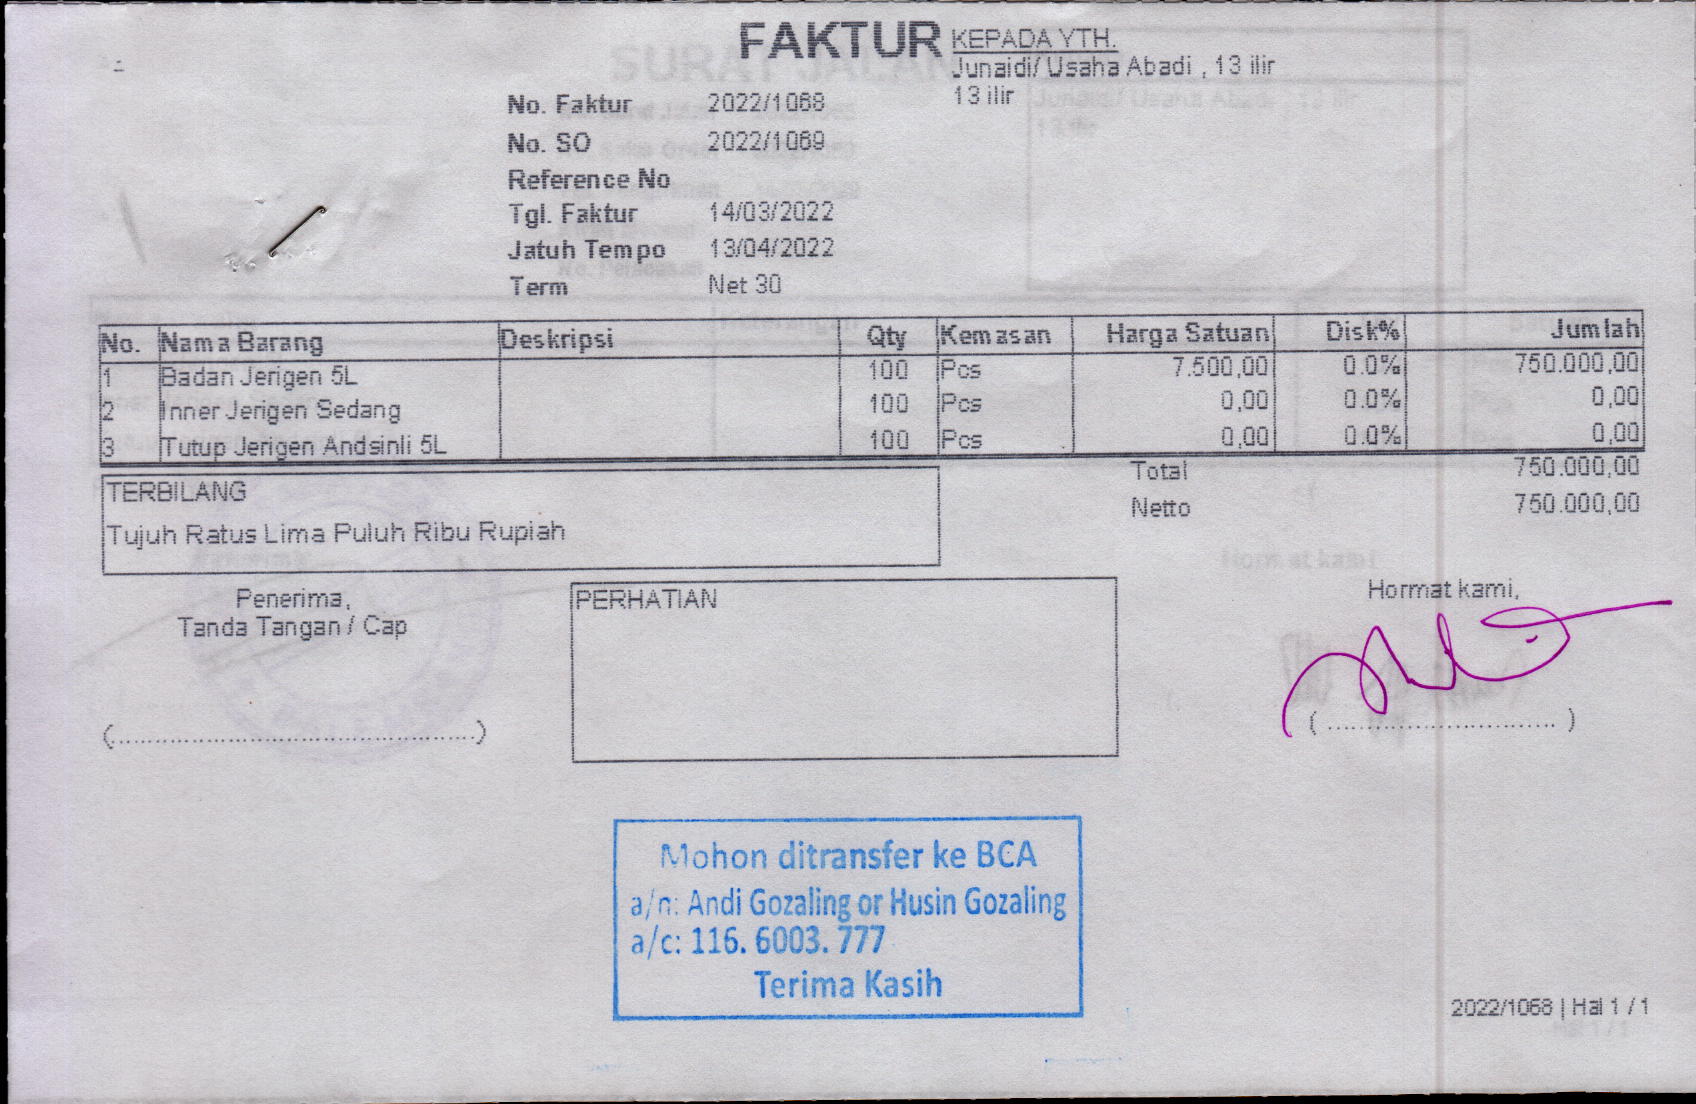 FAKTUR
KEPADA YTH.
Junaidi/ Usaha Abadi , 13 ilir
13 ilir
No. Faktur 2022/1068
No. SO 2022/1069
Reference No
Tgl. Faktur 14/03/2022
Jatuh Tempo 13/04/2022
Term Net 30
No. Nama Barang Deskripsi Qty Kemasan Harga Satuan Disk% Jumlah
1 Badan Jerigen 5L 100 Pcs 7.500,00 0.0% 750.000,00
2 Inner Jerigen Sedang 100 Pcs 0,00 0.0% 0,00
3 Tutup Jerigen Andsinli 5L 100 Pcs 0,00 0.0% 0,00
Total 750.000,00
Netto 750.000,00
TERBILANG
Tujuh Ratus Lima Puluh Ribu Rupiah
Penerima,
Tanda Tangan / Cap
PERHATIAN
Hormat kami,
Mohon ditransfer ke BCA
a/n: Andi Gozaling or Husin Gozaling
a/c: 116. 6003. 777
Terima Kasih
2022/1068 | Hal 1 / 1